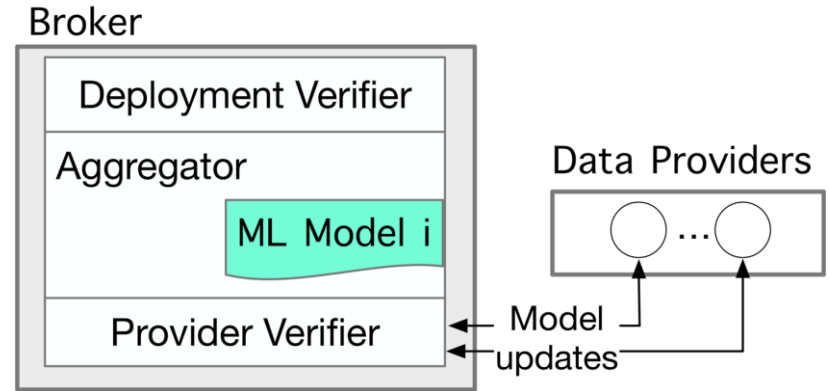 Broker
Deployment Verifier
Aggregator
ML Model i
Provider Verifier
Data Providers
...
Model
updates